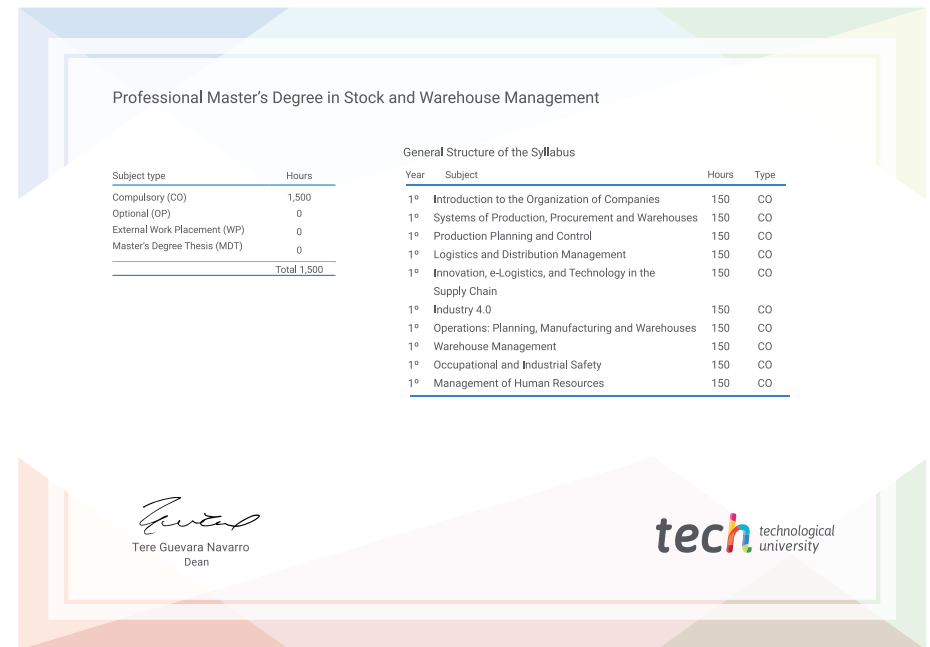 Professional Master's Degree in Stock and Warehouse Management
General Structure of the Syllabus
Subject type Hours
Compulsory (CO) 1,500
Optional (OP) 0
External Work Placement (WP) 0
Master's Degree Thesis (MDT) 0
Total 1,500
Year Subject Hours Type
1º Introduction to the Organization of Companies 150 CO
1º Systems of Production, Procurement and Warehouses 150 CO
1º Production Planning and Control 150 CO
1º Logistics and Distribution Management 150 CO
1º Innovation, e-Logistics, and Technology in the 150 CO
Supply Chain
1º Industry 4.0 150 CO
1º Operations: Planning, Manufacturing and Warehouses 150 CO
1º Warehouse Management 150 CO
1º Occupational and Industrial Safety 150 CO
1º Management of Human Resources 150 CO
Tere Guevara Navarro
Dean
tech technological
university